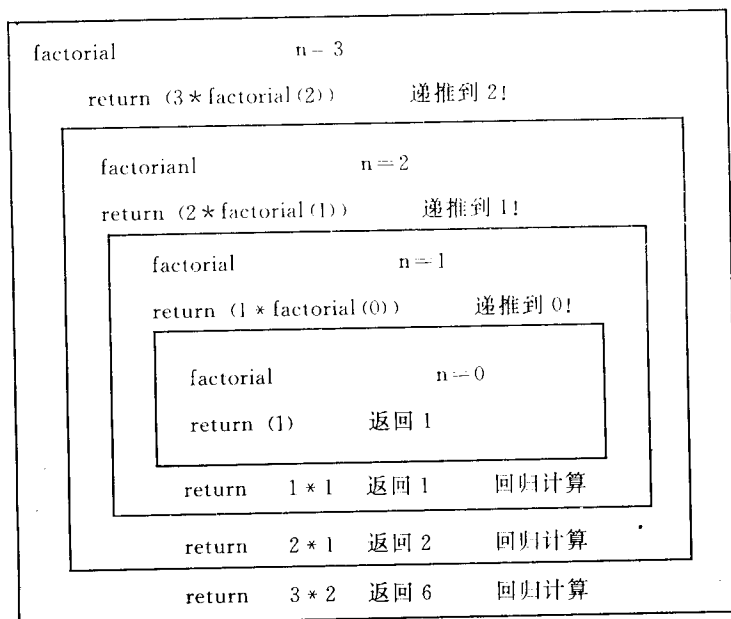 factorial n=3
return (3*factorial(2)) 递推到 2!
factorianl n=2
return (2*factorial(1)) 递推到 1!
factorial n=1
return (1*factorial(0)) 递推到 0!
factorial n=0
return (1) 返回 1
return 1*1 返回 1 回归计算
return 2*1 返回 2 回归计算
return 3*2 返回 6 回归计算